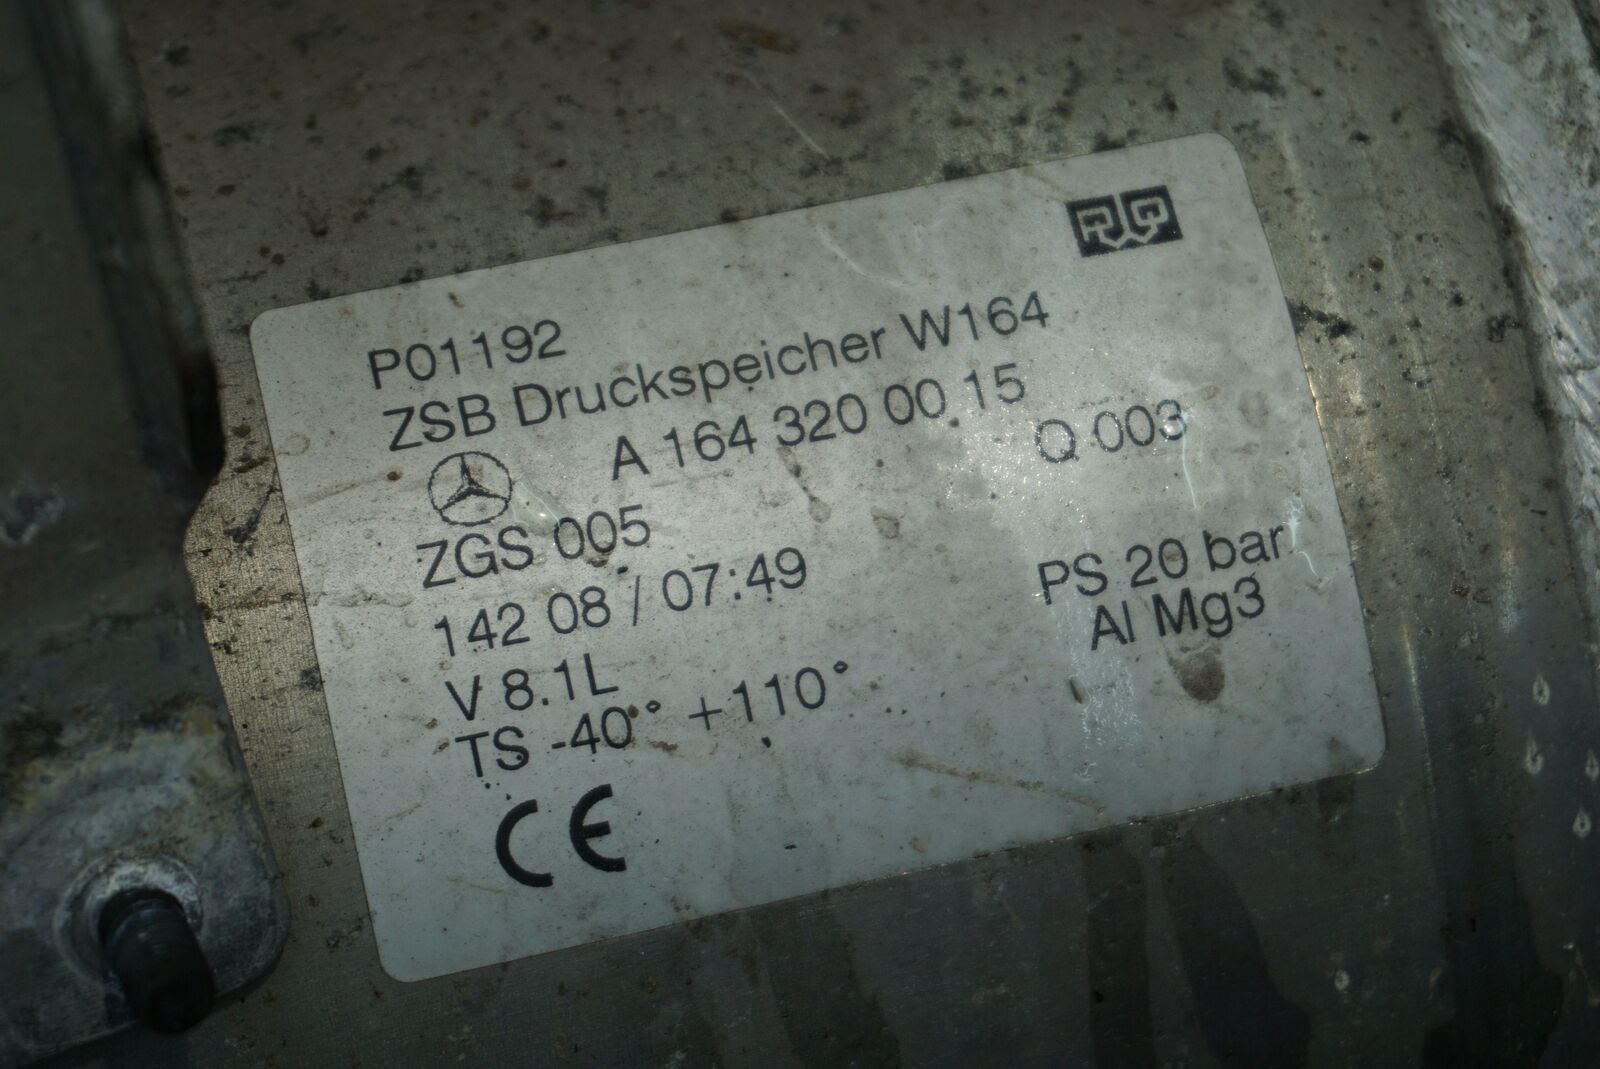 P01192
ZSB Druckspeicher W164
A 164 320 00 15
Q 003
ZGS 005
142 08 / 07:49
PS 20 bar
V 8.1L
Al Mg3
TS -40° +110°
CE